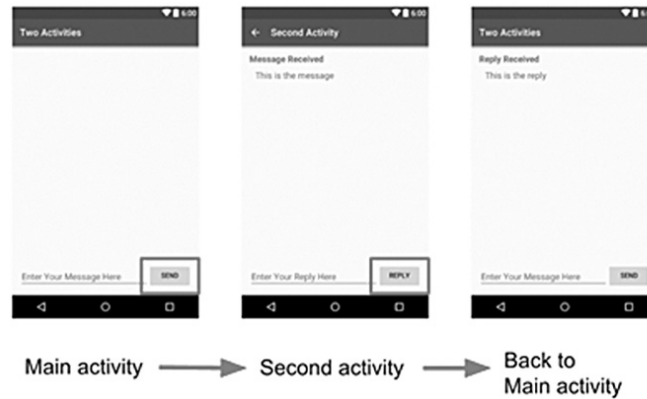 6:00
Two Activities
Enter Your Message Here
SEND
6:00
Second Activity
Message Received
This is the message
Enter Your Reply Here
REPLY
Two Activities
Reply Received
This is the reply
Enter Your Message Here
SEND
Main activity
Second activity
Back to
Main activity